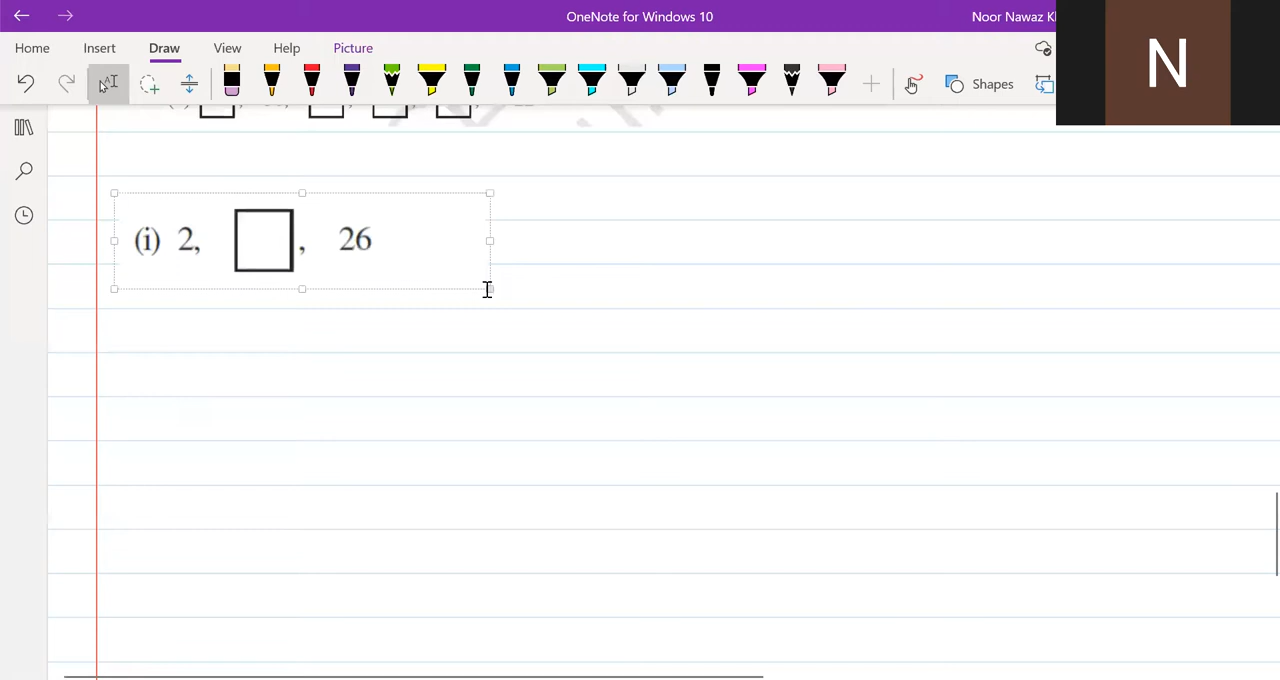 OneNote for Windows 10
Noor Nawaz Kl
Home Insert Draw View Help Picture
Shapes
N
(i) 2, , 26